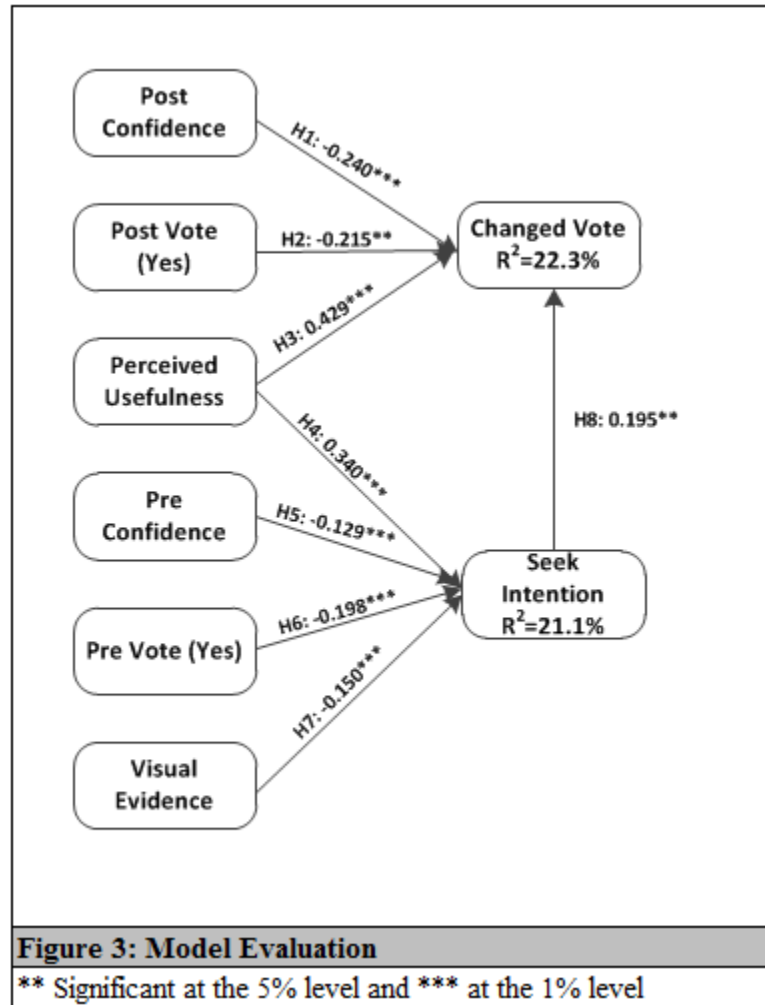 Post
Confidence
H1: -0.240***
Post Vote
(Yes)
H2: -0.215**
Changed Vote
R²=22.3%
Perceived
Usefulness
H3: 0.429***
H4: 0.340***
H8: 0.195**
Pre
Confidence
H5: -0.129***
Seek
Intention
R²=21.1%
Pre Vote (Yes)
H6: -0.198***
H7: -0.150***
Visual
Evidence
Figure 3: Model Evaluation
** Significant at the 5% level and *** at the 1% level